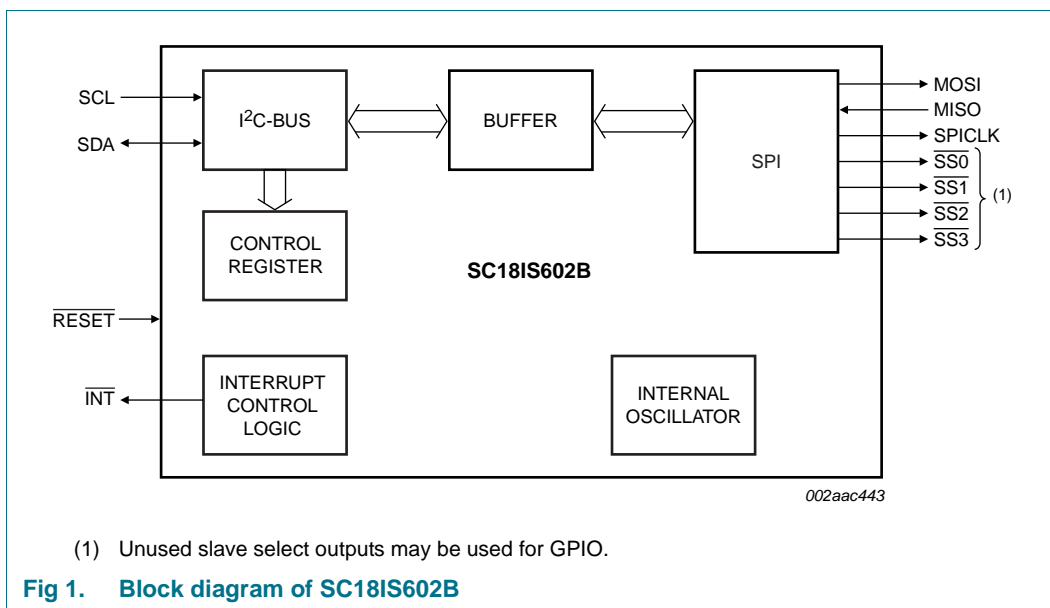 SCL
SDA
I2C-BUS
BUFFER
SPI
MOSI
MISO
SPICLK
SS0
SS1
SS2
SS3
(1)
CONTROL
REGISTER
SC18IS602B
RESET
INT
INTERRUPT
CONTROL
LOGIC
INTERNAL
OSCILLATOR
002aac443
(1) Unused slave select outputs may be used for GPIO.
Fig 1. Block diagram of SC18IS602B